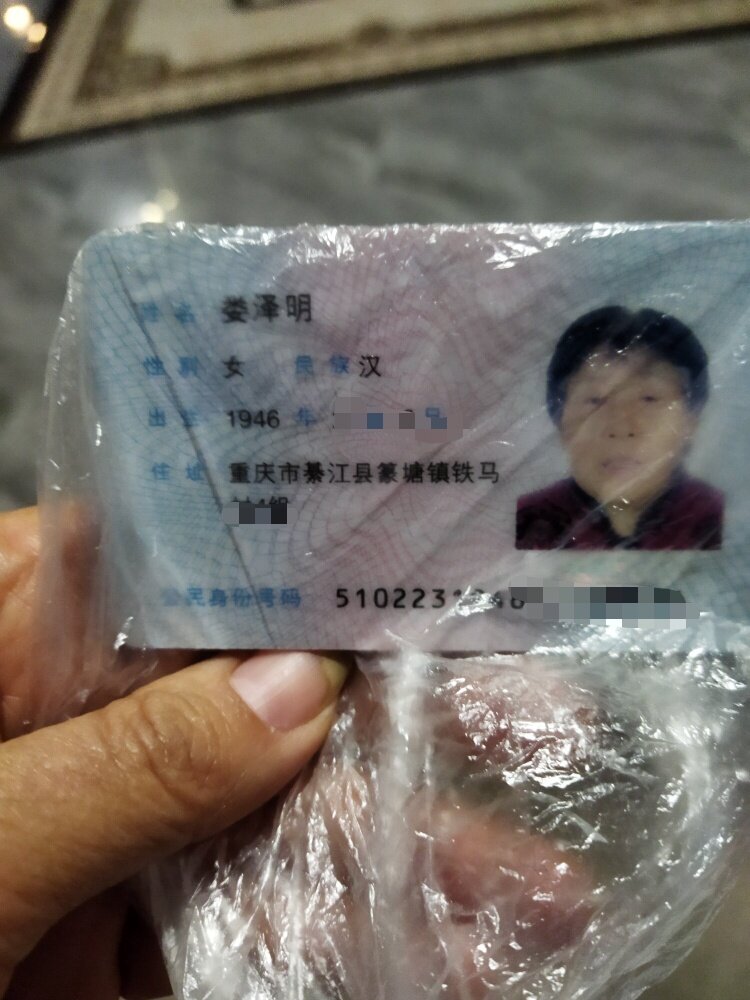 姓名 娄泽明
性别 女 民族 汉
出生 1946 年
住址 重庆市綦江县篆塘镇铁马
公民身份号码 5102231946